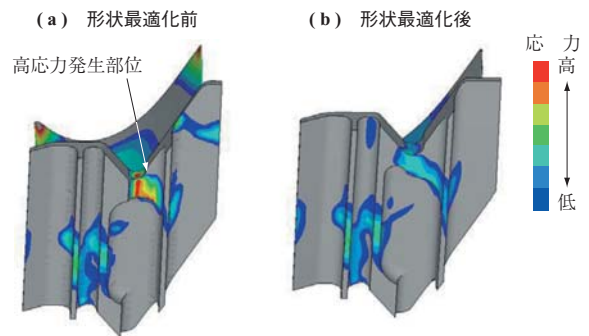 (a) 形状最適化前
(b) 形状最適化後
高応力発生部位
応 力
高
低